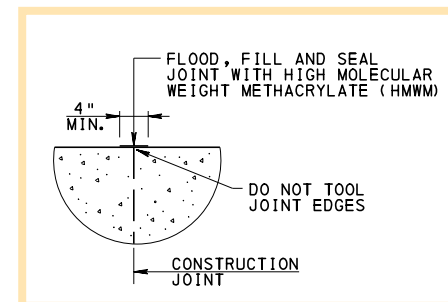 FLOOD, FILL AND SEAL
JOINT WITH HIGH MOLECULAR
WEIGHT METHACRYLATE (HMWM)
4"
MIN.
DO NOT TOOL
JOINT EDGES
CONSTRUCTION
JOINT